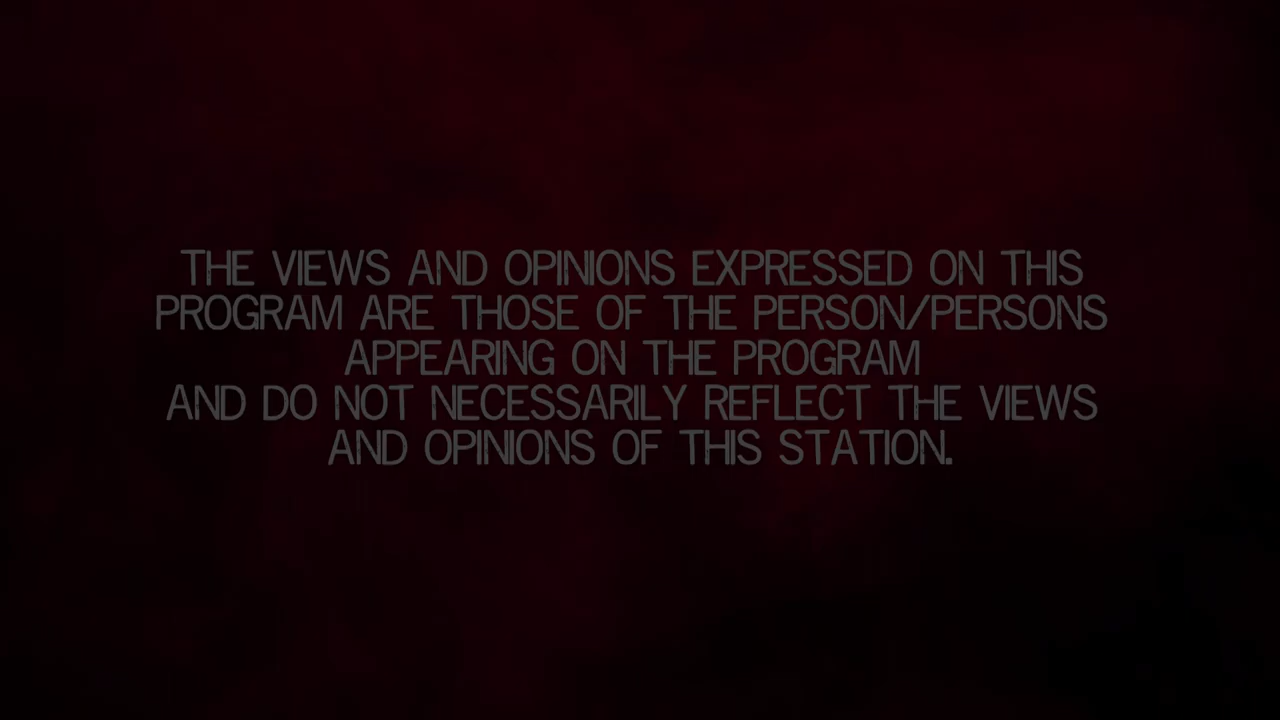 THE VIEWS AND OPINIONS EXPRESSED ON THIS
PROGRAM ARE THOSE OF THE PERSON/PERSONS
APPEARING ON THE PROGRAM
AND DO NOT NECESSARILY REFLECT THE VIEWS
AND OPINIONS OF THIS STATION.